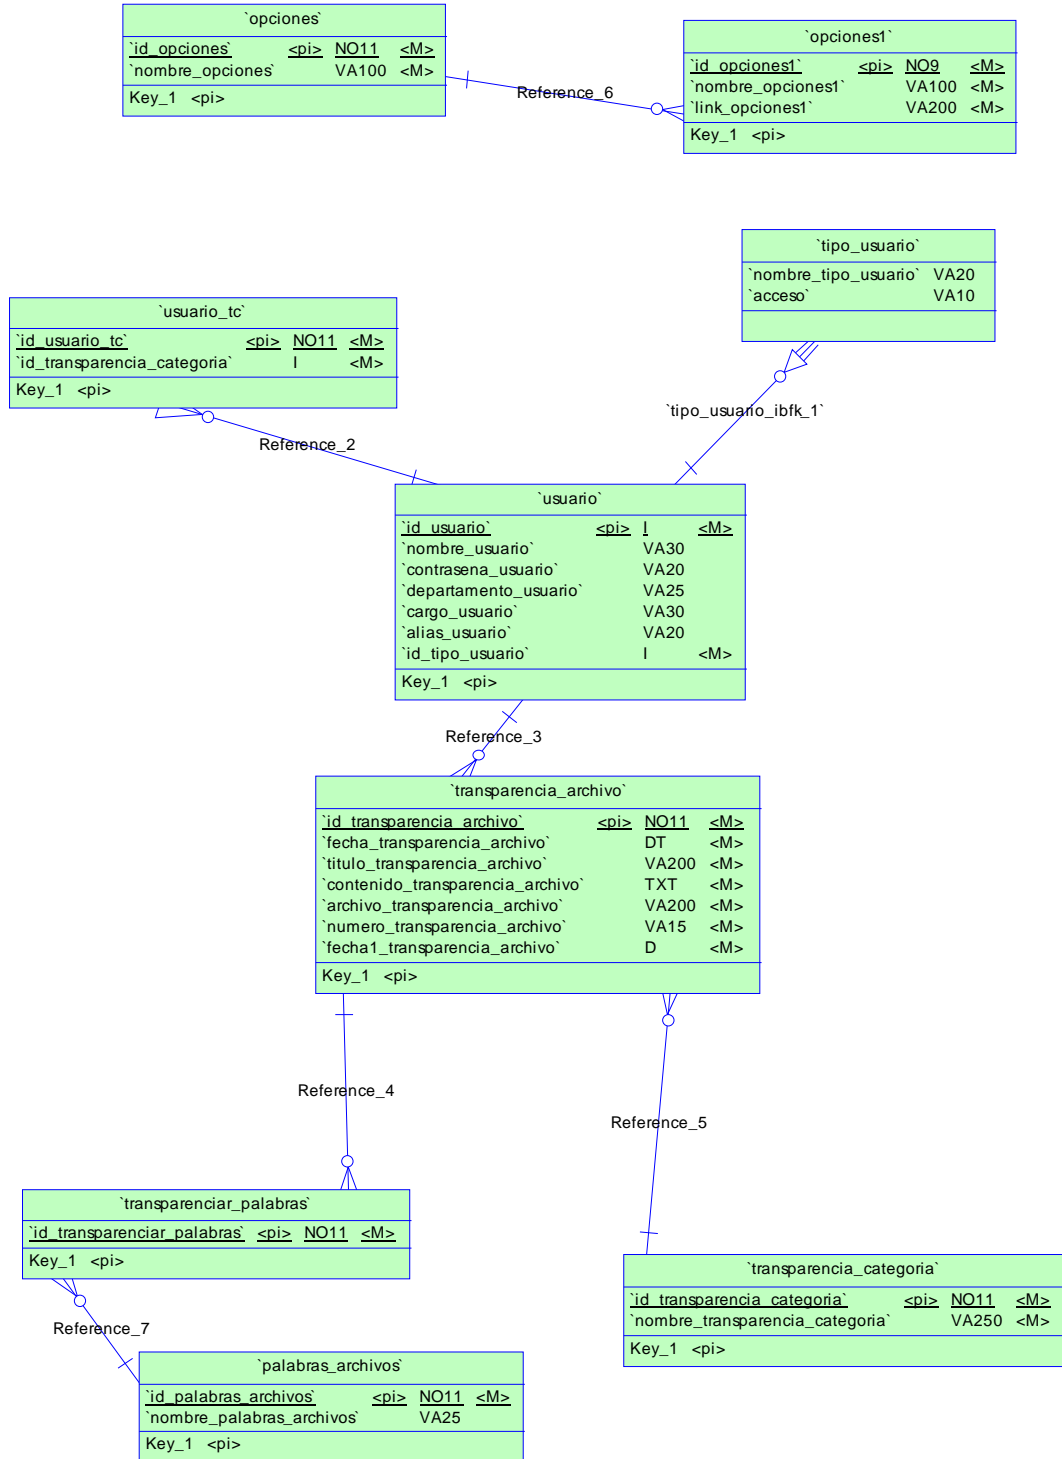 `opciones`
`id_opciones` <pi> NO11 <M>
`nombre_opciones` VA100 <M>
Key_1 <pi>
`opciones1`
`id_opciones1` <pi> NO9 <M>
`nombre_opciones1` VA100 <M>
`link_opciones1` VA200 <M>
Key_1 <pi>
Reference_6
`tipo_usuario`
`nombre_tipo_usuario` VA20
`acceso` VA10
`usuario_tc`
`id_usuario_tc` <pi> NO11 <M>
`id_transparencia_categoria` I <M>
Key_1 <pi>
`tipo_usuario_ibfk_1`
Reference_2
`usuario`
`id_usuario` <pi> I <M>
`nombre_usuario` VA30
`contrasena_usuario` VA20
`departamento_usuario` VA25
`cargo_usuario` VA30
`alias_usuario` VA20
`id_tipo_usuario` I <M>
Key_1 <pi>
Reference_3
`transparencia_archivo`
`id_transparencia_archivo` <pi> NO11 <M>
`fecha_transparencia_archivo` DT <M>
`titulo_transparencia_archivo` VA200 <M>
`contenido_transparencia_archivo` TXT <M>
`archivo_transparencia_archivo` VA200 <M>
`numero_transparencia_archivo` VA15 <M>
`fecha1_transparencia_archivo` D <M>
Key_1 <pi>
Reference_4
Reference_5
`transparenciar_palabras`
`id_transparenciar_palabras` <pi> NO11 <M>
Key_1 <pi>
`transparencia_categoria`
`id_transparencia_categoria` <pi> NO11 <M>
`nombre_transparencia_categoria` VA250 <M>
Key_1 <pi>
Reference_7
`palabras_archivos`
`id_palabras_archivos` <pi> NO11 <M>
`nombre_palabras_archivos` VA25
Key_1 <pi>